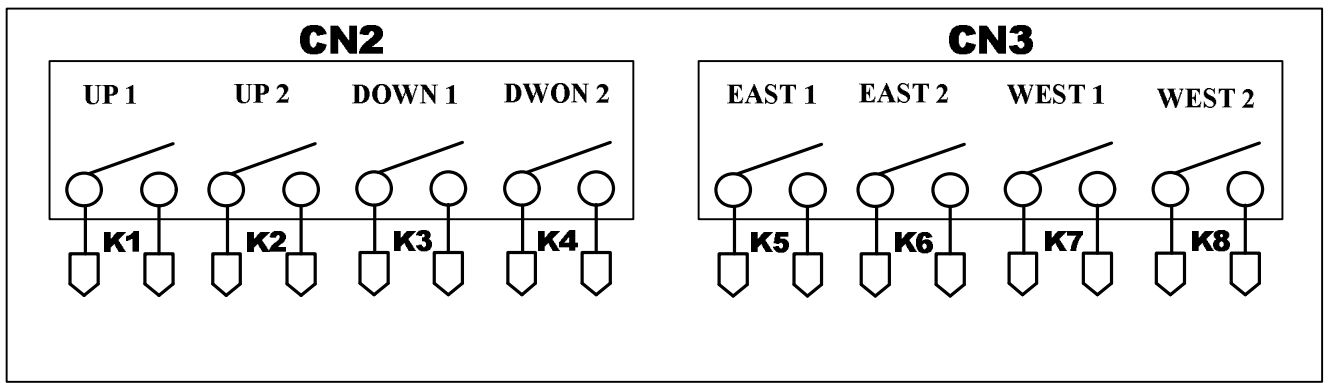 CN2
UP 1 UP 2 DOWN 1 DWON 2
K1 K2 K3 K4
CN3
EAST 1 EAST 2 WEST 1 WEST 2
K5 K6 K7 K8